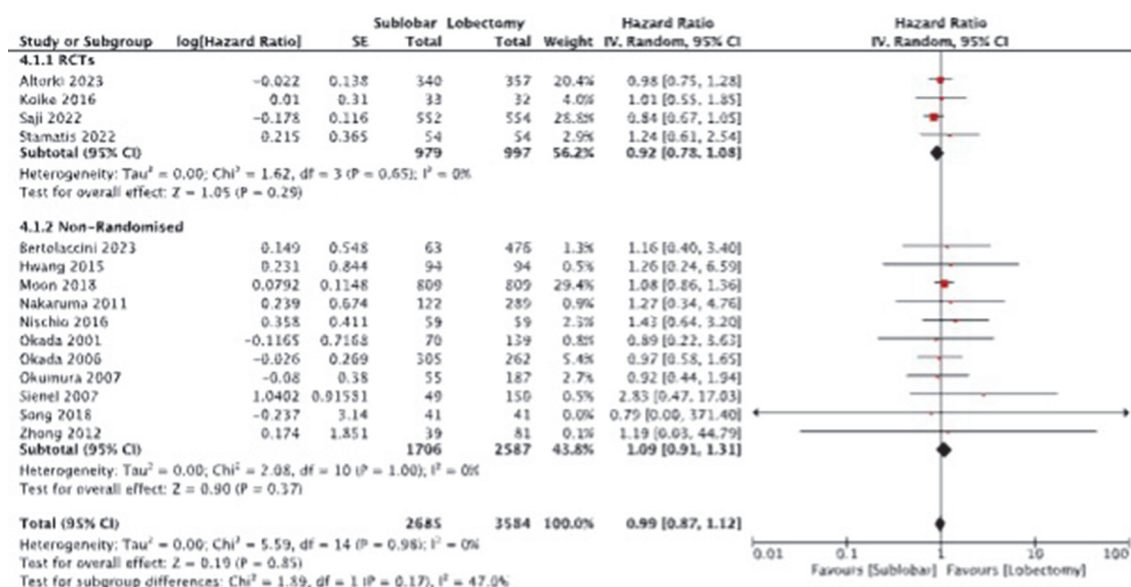 Sublobar Lobectomy Hazard Ratio Hazard Ratio
Study or Subgroup log[Hazard Ratio] SE Total Total Weight IV. Random, 95% CI IV. Random, 95% CI
4.1.1 RCTs
Altorki 2023 -0.022 0.138 340 357 20.4% 0.98 [0.75, 1.28]
Koike 2016 0.01 0.31 33 32 4.0% 1.01 [0.55, 1.85]
Saji 2022 -0.178 0.116 552 554 28.8% 0.84 [0.67, 1.05]
Stamatis 2022 0.215 0.365 54 54 2.9% 1.24 [0.61, 2.54]
Subtotal (95% CI) 979 997 56.2% 0.92 [0.78, 1.08]
Heterogeneity: Tau² = 0.00; Chi² = 1.62, df = 3 (P = 0.65); I² = 0%
Test for overall effect: Z = 1.05 (P = 0.29)
4.1.2 Non-Randomised
Bertolaccini 2023 0.149 0.548 63 476 1.3% 1.16 [0.40, 3.40]
Hwang 2015 0.231 0.844 94 94 0.5% 1.26 [0.24, 6.59]
Moon 2018 0.0792 0.1148 809 809 29.4% 1.08 [0.86, 1.36]
Nakaruma 2011 0.239 0.674 122 289 0.9% 1.27 [0.34, 4.76]
Nischio 2016 0.358 0.411 59 59 2.3% 1.43 [0.64, 3.20]
Okada 2001 -0.1165 0.7168 70 139 0.8% 0.89 [0.22, 3.63]
Okada 2006 -0.026 0.269 305 262 5.4% 0.97 [0.58, 1.65]
Okumura 2007 -0.08 0.38 55 187 2.7% 0.92 [0.44, 1.94]
Sienel 2007 1.0402 0.91581 49 150 0.5% 2.83 [0.47, 17.03]
Song 2018 -0.237 3.14 41 41 0.0% 0.79 [0.00, 371.40]
Zhong 2012 0.174 1.851 39 81 0.1% 1.19 [0.03, 44.79]
Subtotal (95% CI) 1706 2587 43.8% 1.09 [0.91, 1.31]
Heterogeneity: Tau² = 0.00; Chi² = 2.08, df = 10 (P = 1.00); I² = 0%
Test for overall effect: Z = 0.90 (P = 0.37)
Total (95% CI) 2685 3584 100.0% 0.99 [0.87, 1.12]
Heterogeneity: Tau² = 0.00; Chi² = 5.59, df = 14 (P = 0.98); I² = 0%
Test for overall effect: Z = 0.19 (P = 0.85)
Test for subgroup differences: Chi² = 1.89, df = 1 (P = 0.17), I² = 47.0%
0.01 0.1 1 10 100
Favours [Sublobar] Favours [Lobectomy]